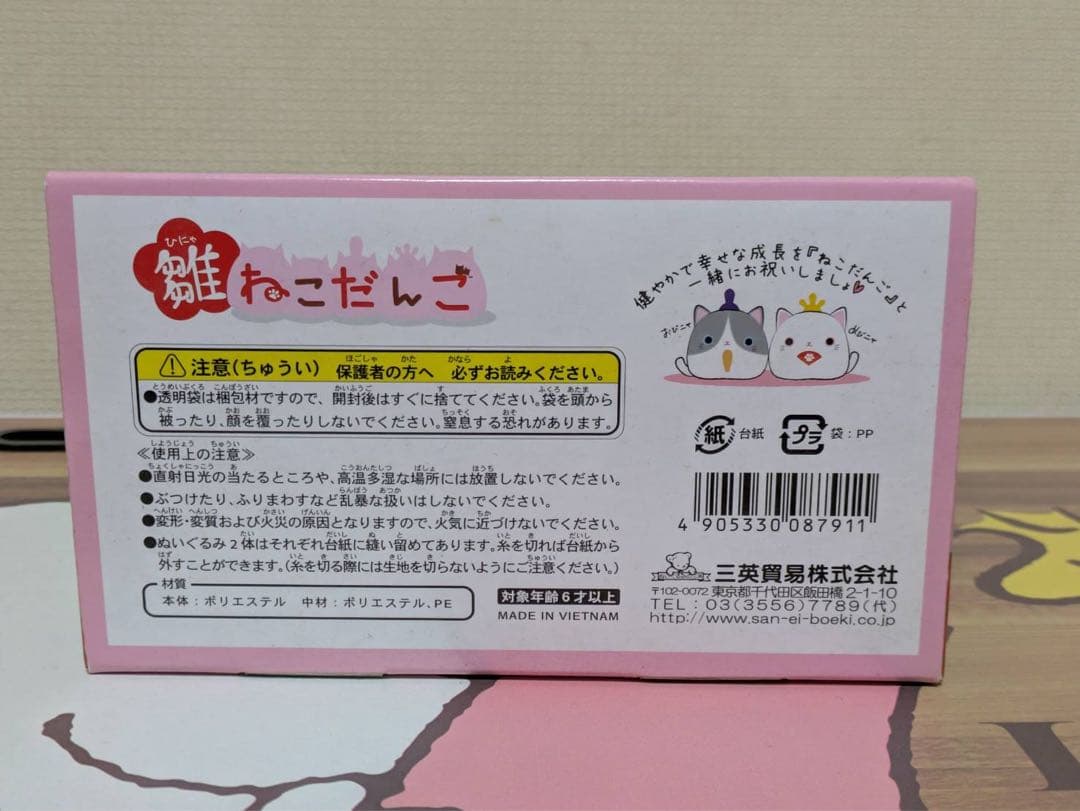 ひにゃ
雛ねこだんご
健やかで幸せな成長を『ねこだんご』と
一緒にお祝いしましょ♡
おびニャ
めびニャ
⚠注意(ちゅうい) 保護者の方へ 必ずお読みください。
●透明袋は梱包材ですので、開封後はすぐに捨ててください。袋を頭から
被ったり、顔を覆ったりしないでください。窒息する恐れがあります。
≪使用上の注意≫
●直射日光の当たるところや、高温多湿な場所には放置しないでください。
●ぶつけたり、ふりまわすなど乱暴な扱いはしないでください。
●変形・変質および火災の原因となりますので、火気に近づけないでください。
●ぬいぐるみ2体はそれぞれ台紙に縫い留めてあります。糸を切れば台紙から
外すことができます。(糸を切る際には生地を切らないようにご注意ください。)
材質
本体：ポリエステル 中材：ポリエステル、PE
対象年齢6才以上
MADE IN VIETNAM
紙 台紙 プラ 袋：PP
4 905330 087911
三英貿易株式会社
〒102-0072 東京都千代田区飯田橋2-1-10
TEL：03(3556)7789(代)
http://www.san-ei-boeki.co.jp